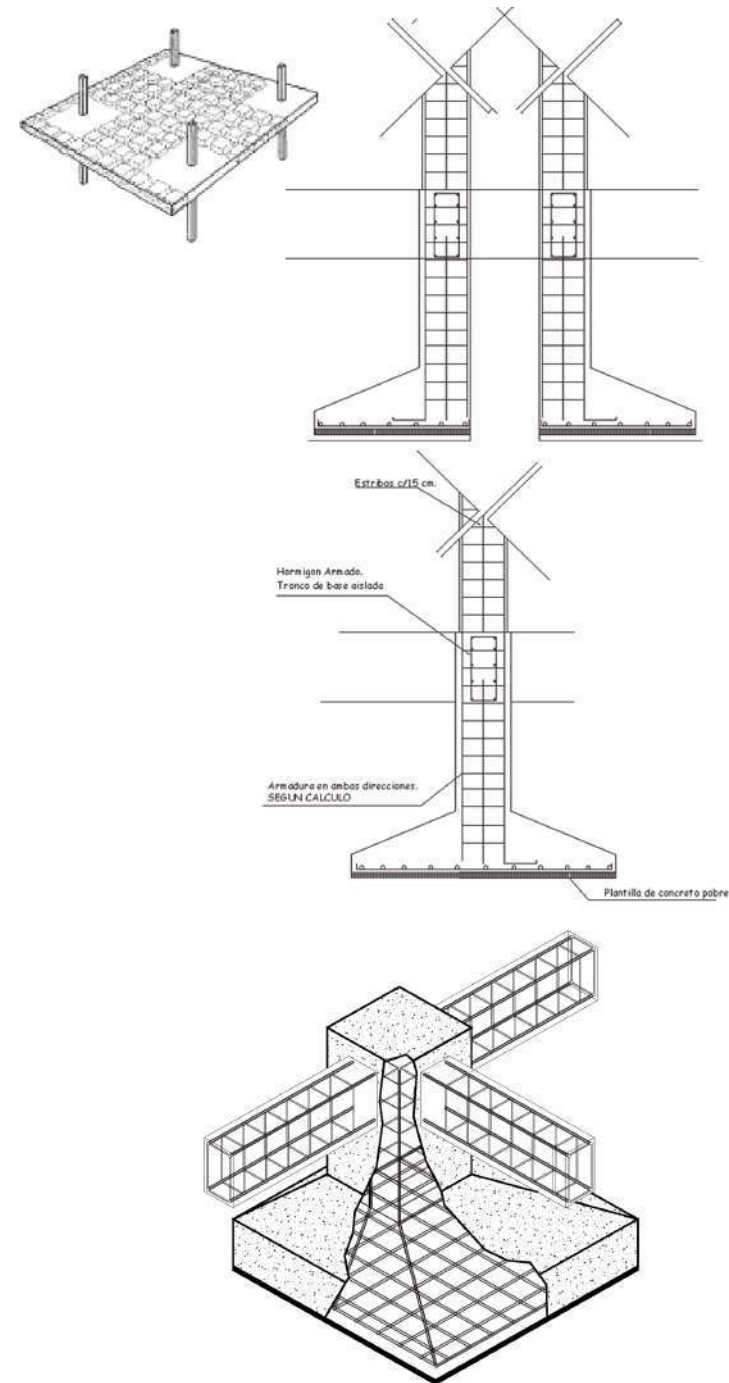 Estribos c/15 cm.
Hormigon Armado.
Tronco de base aislada
Armadura en ambas direcciones.
SEGUN CALCULO
Plantilla de concreto pobre